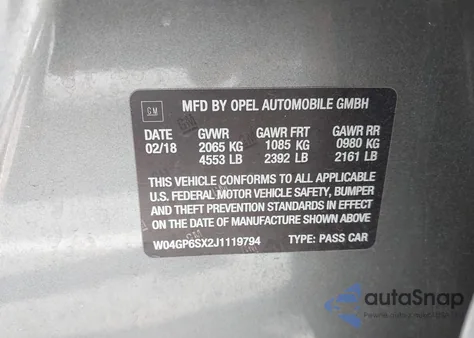 GM
MFD BY OPEL AUTOMOBILE GMBH
DATE GVWR GAWR FRT GAWR RR
02/18 2065 KG 1085 KG 0980 KG
4553 LB 2392 LB 2161 LB
THIS VEHICLE CONFORMS TO ALL APPLICABLE
U.S. FEDERAL MOTOR VEHICLE SAFETY, BUMPER
AND THEFT PREVENTION STANDARDS IN EFFECT
ON THE DATE OF MANUFACTURE SHOWN ABOVE.
W04GP6SX2J1119794 TYPE: PASS CAR
autoSnap